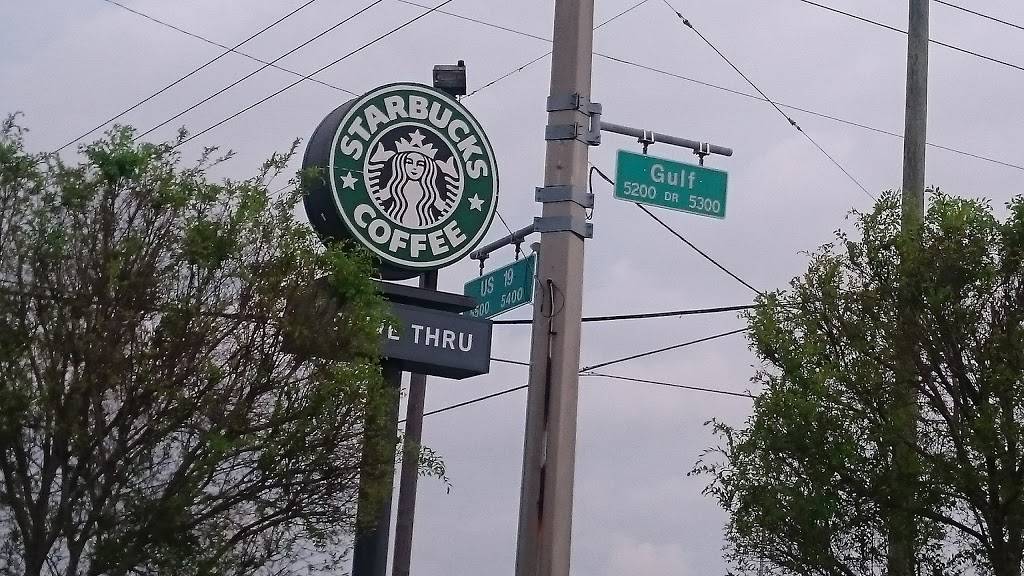 STARBUCKS
COFFEE
THRU
Gulf
5200 DR 5300
US 19
5400